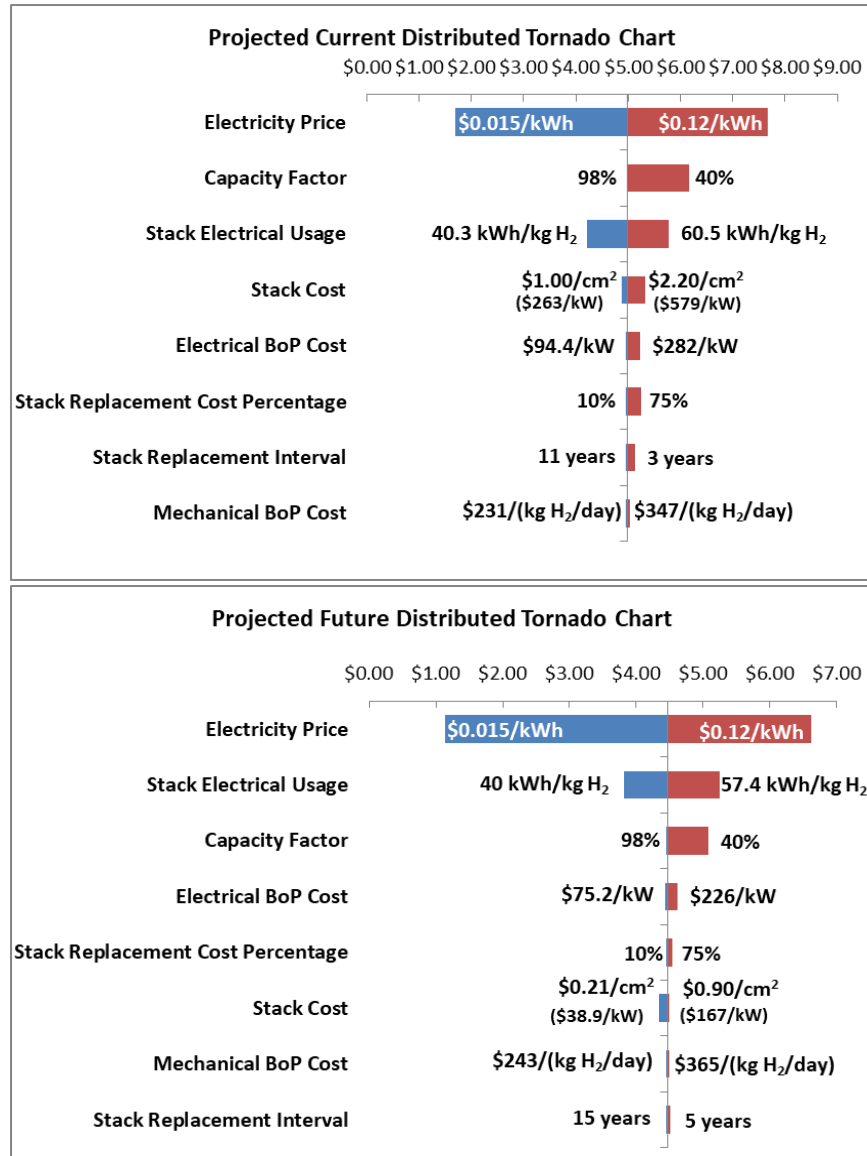 Projected Current Distributed Tornado Chart
$0.00 $1.00 $2.00 $3.00 $4.00 $5.00 $6.00 $7.00 $8.00 $9.00
Electricity Price $0.015/kWh $0.12/kWh
Capacity Factor 98% 40%
Stack Electrical Usage 40.3 kWh/kg H₂ 60.5 kWh/kg H₂
Stack Cost $1.00/cm² $2.20/cm²
($263/kW) ($579/kW)
Electrical BoP Cost $94.4/kW $282/kW
Stack Replacement Cost Percentage 10% 75%
Stack Replacement Interval 11 years 3 years
Mechanical BoP Cost $231/(kg H₂/day) $347/(kg H₂/day)
Projected Future Distributed Tornado Chart
$0.00 $1.00 $2.00 $3.00 $4.00 $5.00 $6.00 $7.00
Electricity Price $0.015/kWh $0.12/kWh
Stack Electrical Usage 40 kWh/kg H₂ 57.4 kWh/kg H₂
Capacity Factor 98% 40%
Electrical BoP Cost $75.2/kW $226/kW
Stack Replacement Cost Percentage 10% 75%
Stack Cost $0.21/cm² $0.90/cm²
($38.9/kW) ($167/kW)
Mechanical BoP Cost $243/(kg H₂/day) $365/(kg H₂/day)
Stack Replacement Interval 15 years 5 years